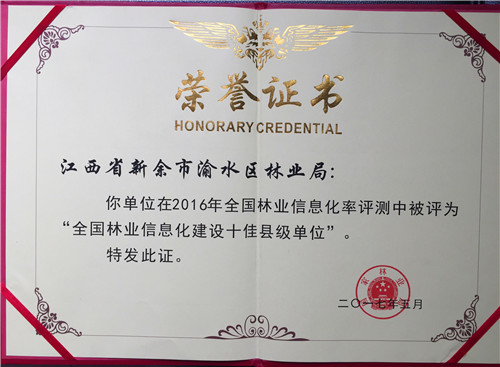 荣誉证书
HONORARY CREDENTIAL
江西省新余市渝水区林业局：
你单位在2016年全国林业信息化率评测中被评为
“全国林业信息化建设十佳县级单位”。
特发此证。
二〇一七年五月